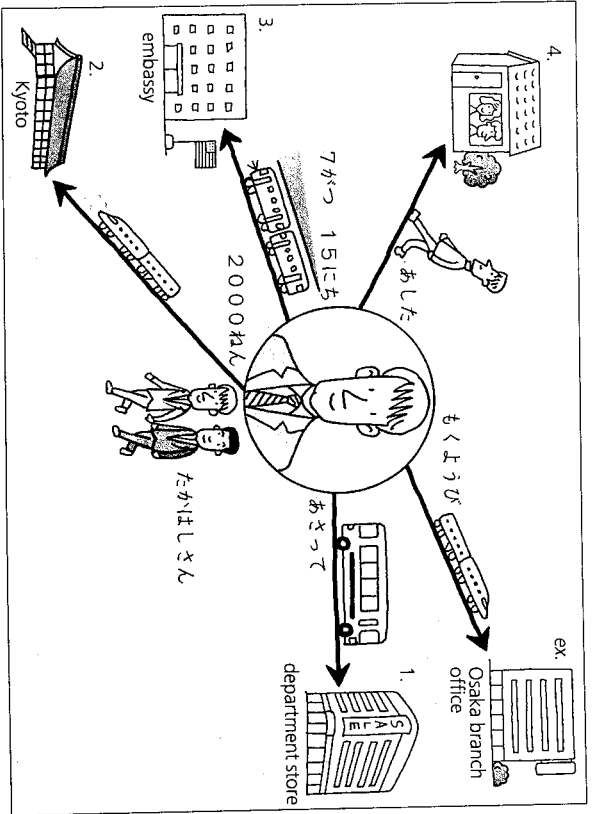 ex.
Osaka branch
office
もくようび
1.
SALE
department store
あさって
2.
Kyoto
たかはしさん
2000ねん
3.
embassy
7がつ 15にち
4.
あした